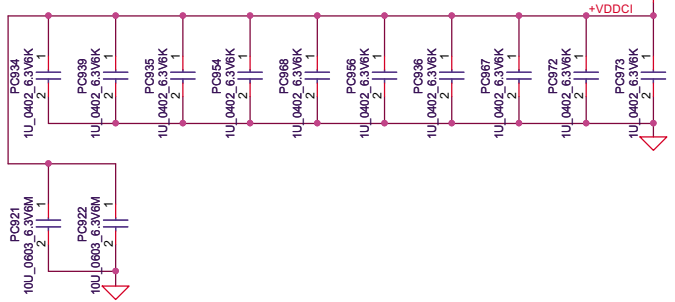 +VDDCI
PC934
1U_0402_6.3V6K
1
2
PC939
1U_0402_6.3V6K
1
2
PC935
1U_0402_6.3V6K
1
2
PC954
1U_0402_6.3V6K
1
2
PC968
1U_0402_6.3V6K
1
2
PC956
1U_0402_6.3V6K
1
2
PC936
1U_0402_6.3V6K
1
2
PC967
1U_0402_6.3V6K
1
2
PC972
1U_0402_6.3V6K
1
2
PC973
1U_0402_6.3V6K
1
2
PC921
10U_0603_6.3V6M
1
2
PC922
10U_0603_6.3V6M
1
2